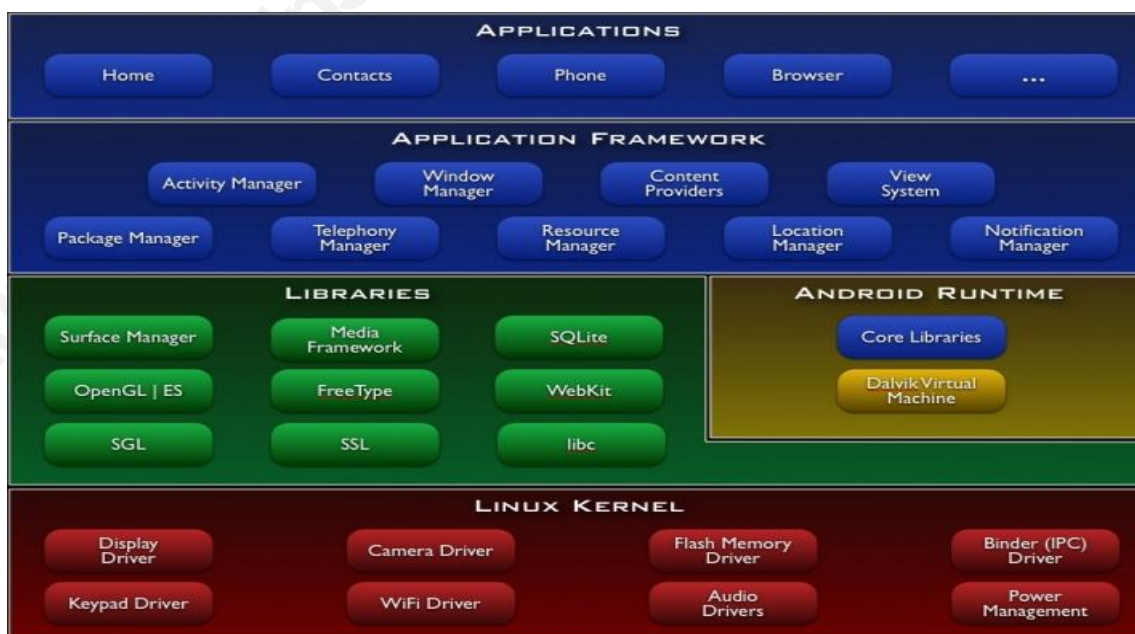 APPLICATIONS
Home
Contacts
Phone
Browser
...
APPLICATION FRAMEWORK
Activity Manager
Window
Manager
Content
Providers
View
System
Package Manager
Telephony
Manager
Resource
Manager
Location
Manager
Notification
Manager
LIBRARIES
Surface Manager
Media
Framework
SQLite
OpenGL | ES
FreeType
WebKit
SGL
SSL
libc
ANDROID RUNTIME
Core Libraries
Dalvik Virtual
Machine
LINUX KERNEL
Display
Driver
Camera Driver
Flash Memory
Driver
Binder (IPC)
Driver
Keypad Driver
WiFi Driver
Audio
Drivers
Power
Management